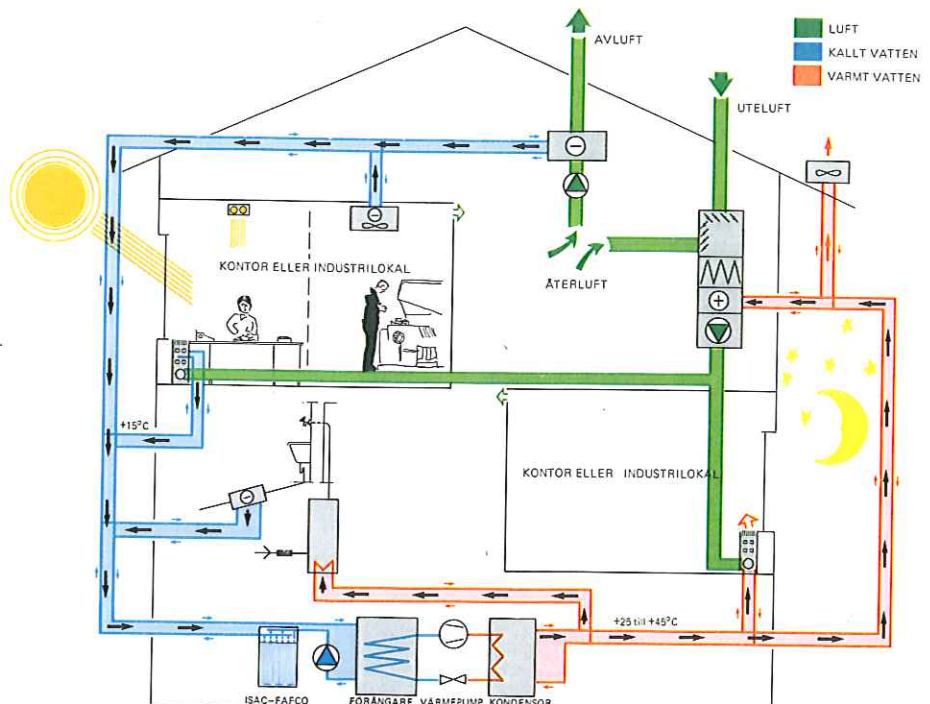 AVLUFT
LUFT
KALLT VATTEN
VARMT VATTEN
UTELUFT
KONTOR ELLER INDUSTRILOKAL
ÅTERLUFT
+15°C
KONTOR ELLER INDUSTRILOKAL
+25 till +45°C
ISAC-FAFCO
FÖRÅNGARE VÄRMEPUMP KONDENSOR